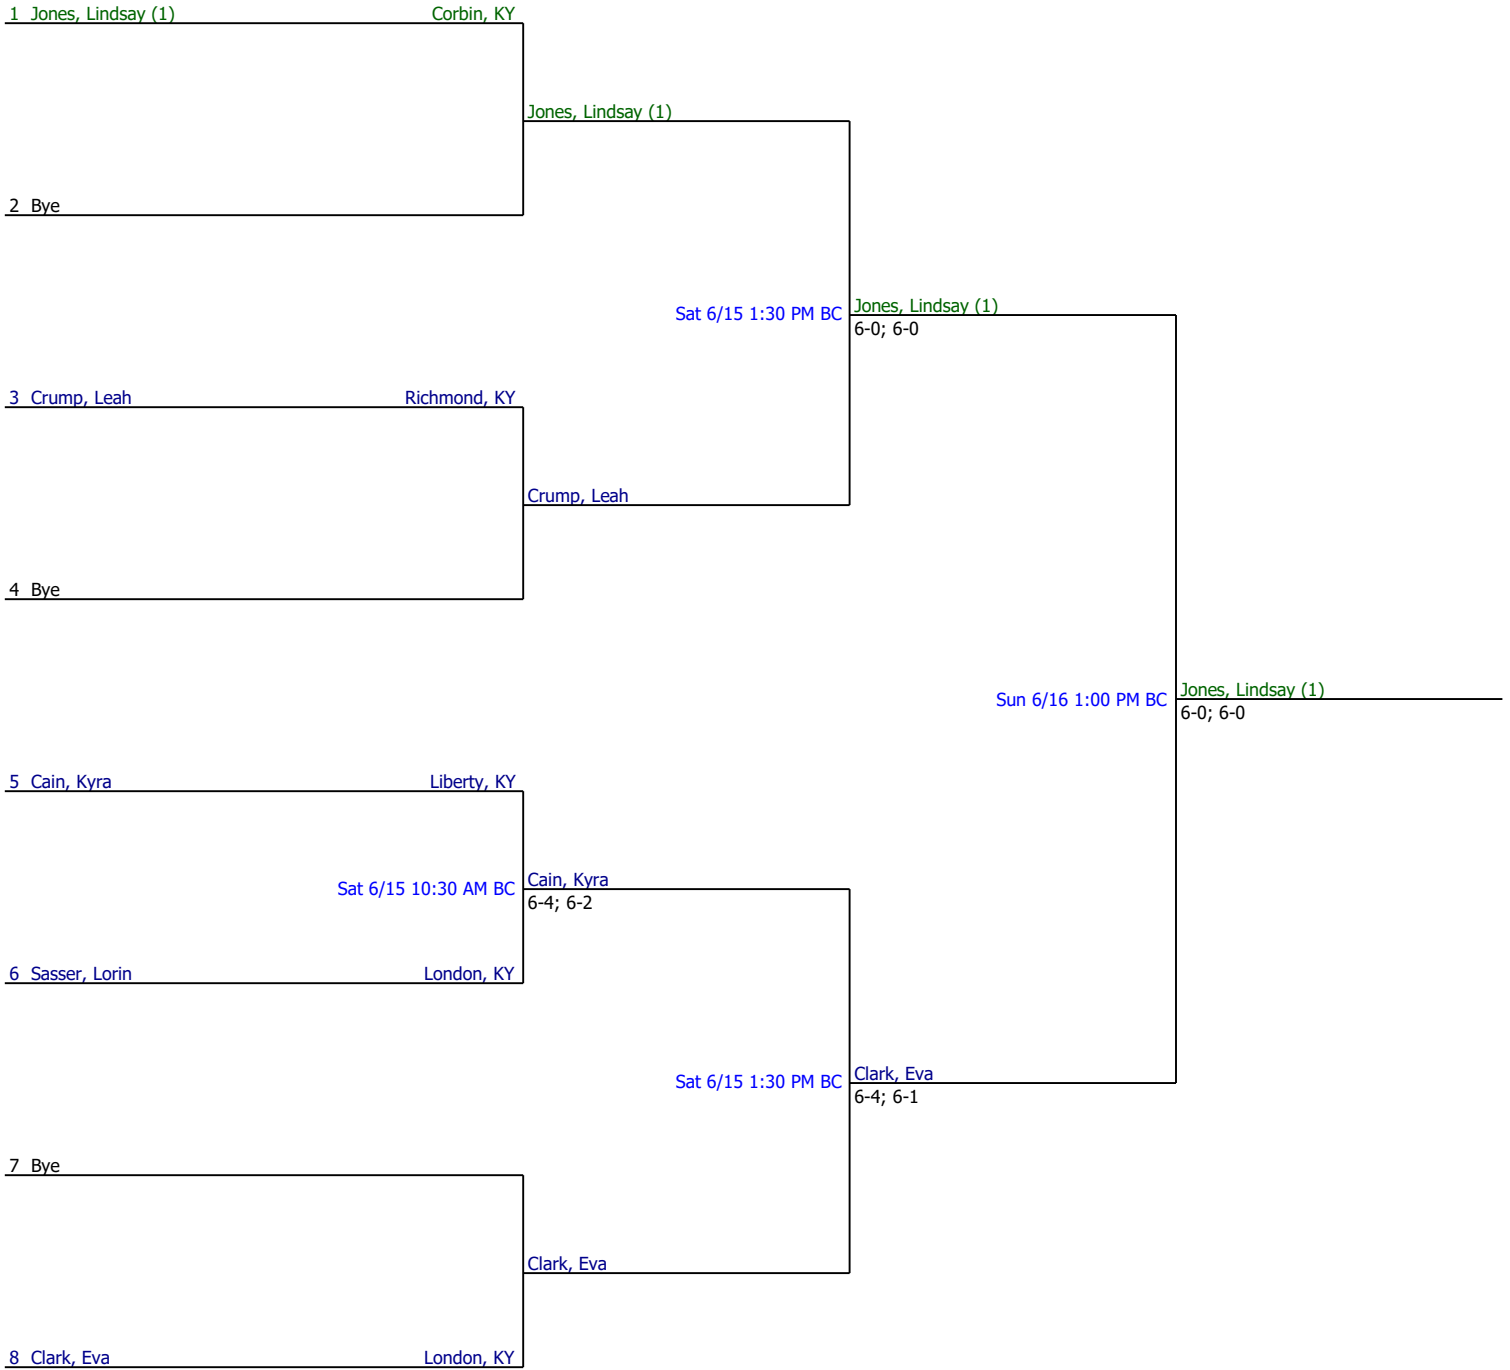 1 Jones, Lindsay (1) Corbin, KY
Jones, Lindsay (1)
2 Bye
Sat 6/15 1:30 PM BC Jones, Lindsay (1)
6-0; 6-0
3 Crump, Leah Richmond, KY
Crump, Leah
4 Bye
Sun 6/16 1:00 PM BC Jones, Lindsay (1)
6-0; 6-0
5 Cain, Kyra Liberty, KY
Sat 6/15 10:30 AM BC Cain, Kyra
6-4; 6-2
6 Sasser, Lorin London, KY
Sat 6/15 1:30 PM BC Clark, Eva
6-4; 6-1
7 Bye
Clark, Eva
8 Clark, Eva London, KY